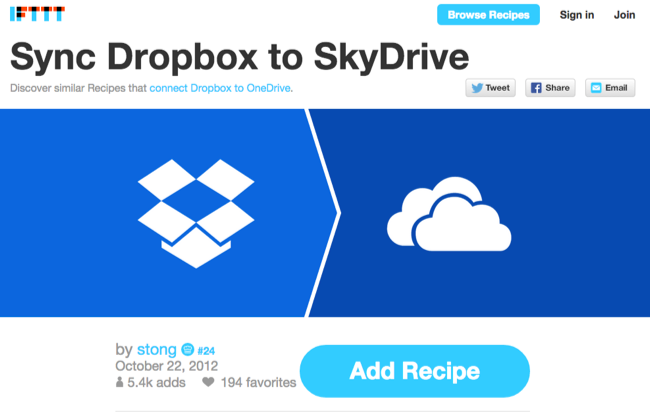 IFTTT
Browse Recipes Sign in Join
Sync Dropbox to SkyDrive
Discover similar Recipes that connect Dropbox to OneDrive.
Tweet Share Email
by stong #24
October 22, 2012
5.4k adds 194 favorites
Add Recipe